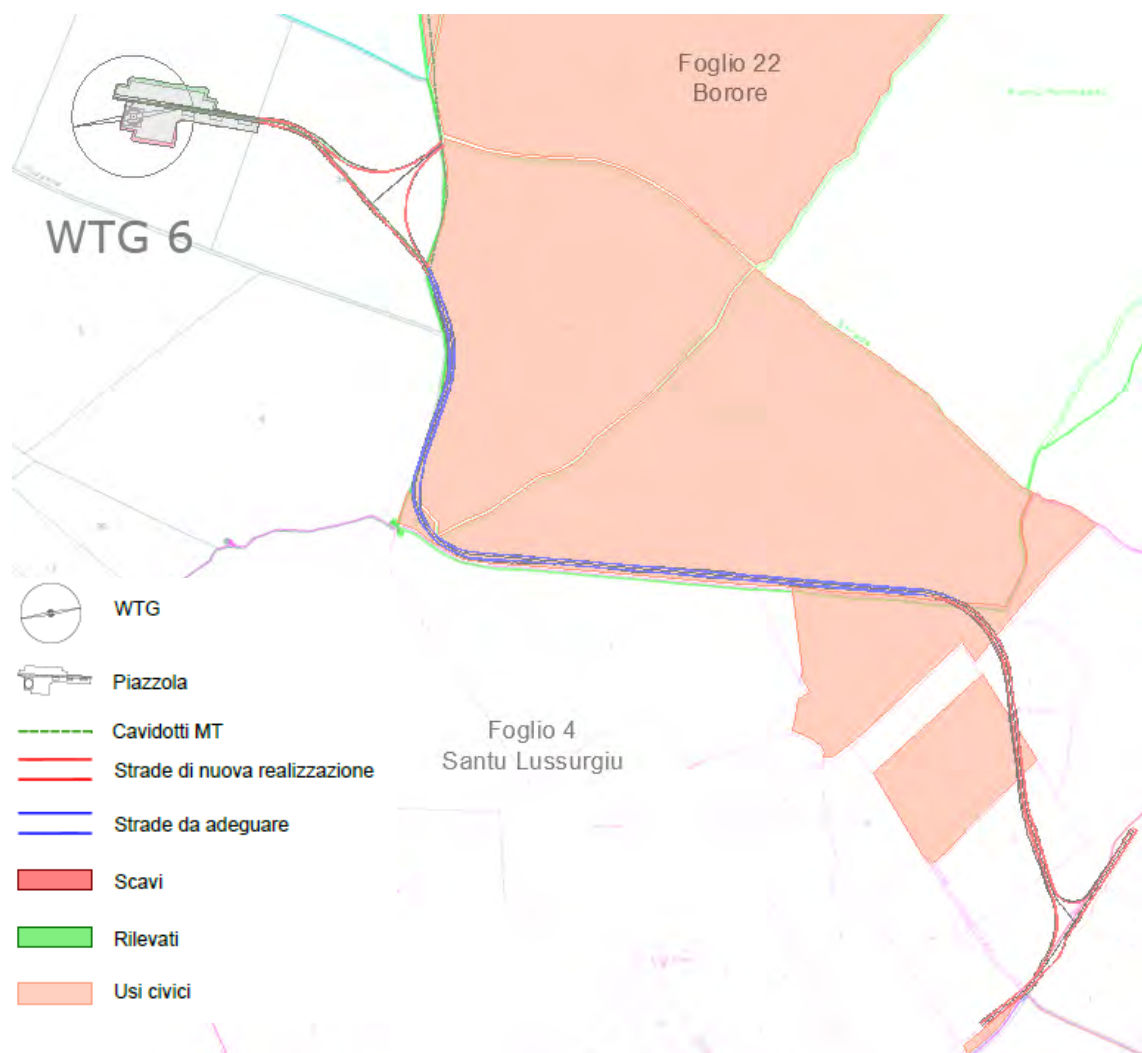 Foglio 22
Borore
WTG 6
Strada
WTG
Piazzola
Cavidotti MT
Strade di nuova realizzazione
Strade da adeguare
Scavi
Rilevati
Usi civici
Foglio 4
Santu Lussurgiu